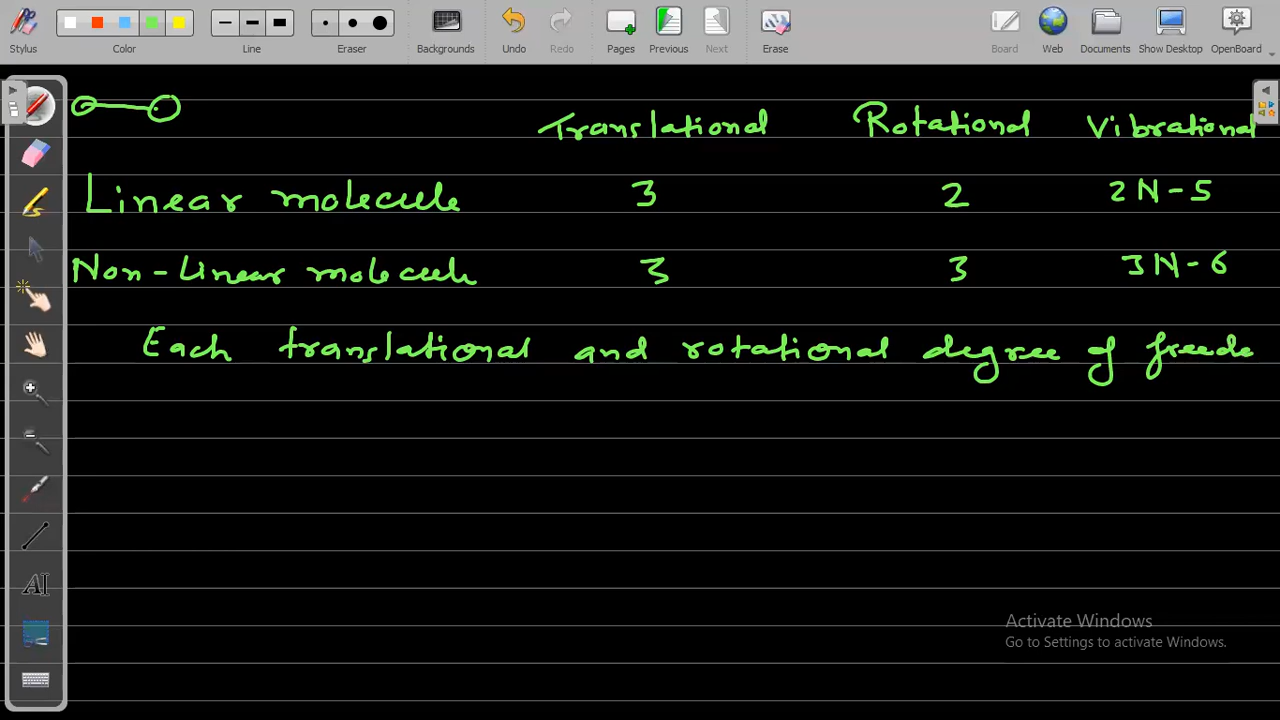 Stylus Color Line Eraser Backgrounds Undo Redo Pages Previous Next Erase Board Web Documents Show Desktop OpenBoard
Translational Rotational Vibrational
Linear molecule 3 2 2N-5
Non-Linear molecule 3 3 3N-6
Each translational and rotational degree of freedo
Activate Windows
Go to Settings to activate Windows.